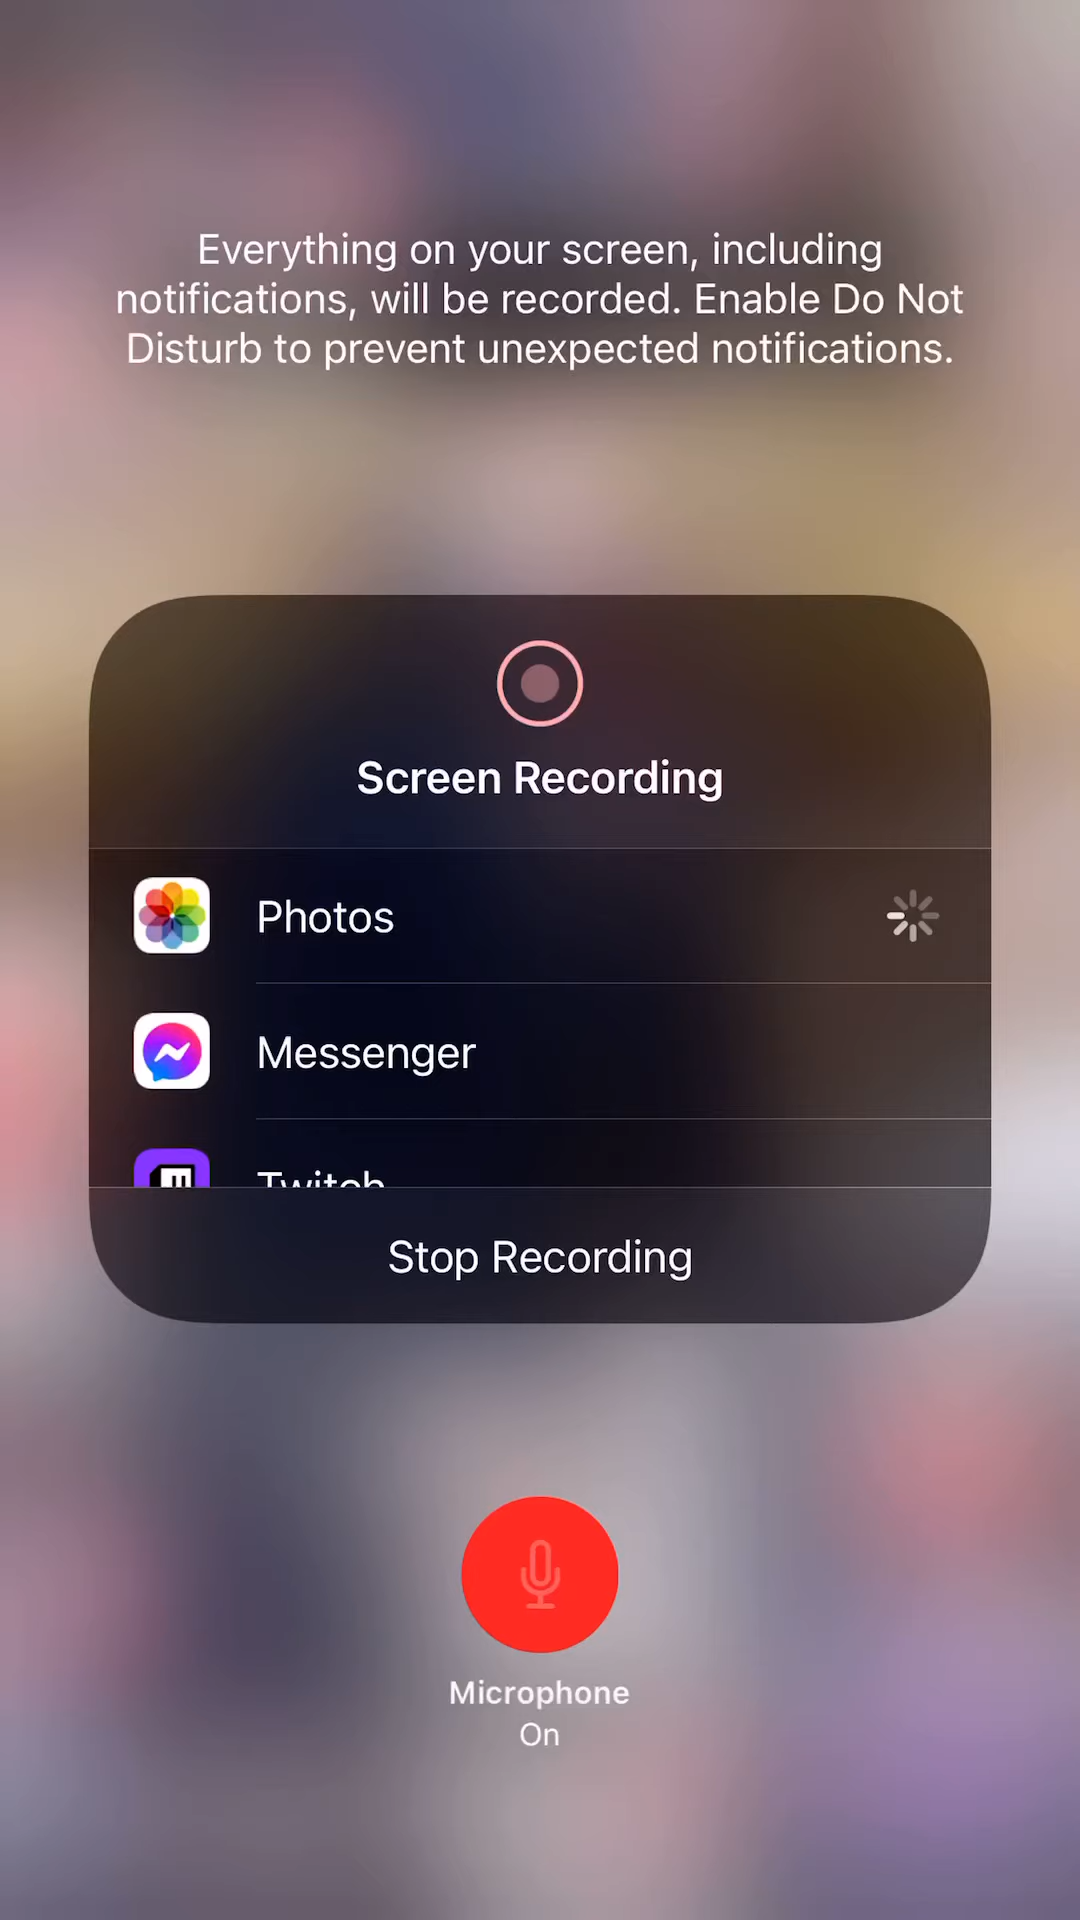 Everything on your screen, including
notifications, will be recorded. Enable Do Not
Disturb to prevent unexpected notifications.
Screen Recording
Photos
Messenger
Twitch
Stop Recording
Microphone
On